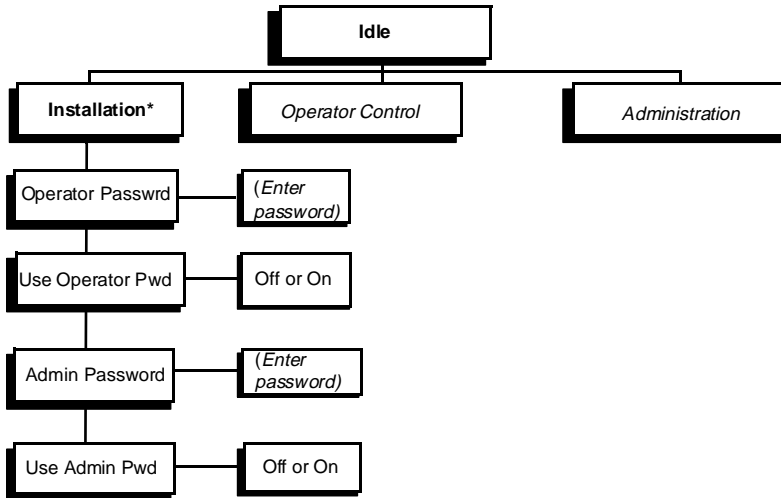 Idle
Installation*
Operator Control
Administration
Operator Passwrd
(Enter
password)
Use Operator Pwd
Off or On
Admin Password
(Enter
password)
Use Admin Pwd
Off or On